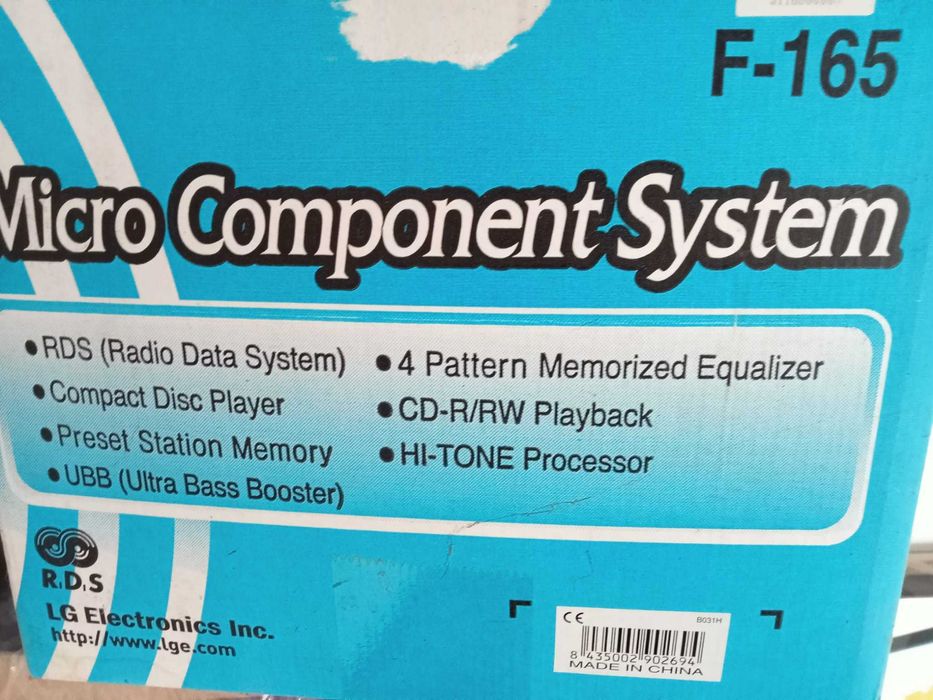 F-165
Micro Component System
•RDS (Radio Data System)
•Compact Disc Player
•Preset Station Memory
•UBB (Ultra Bass Booster)
•4 Pattern Memorized Equalizer
•CD-R/RW Playback
•HI-TONE Processor
R.D.S
LG Electronics Inc.
http://www.lge.com
CE B031H
8 435002 902694
MADE IN CHINA